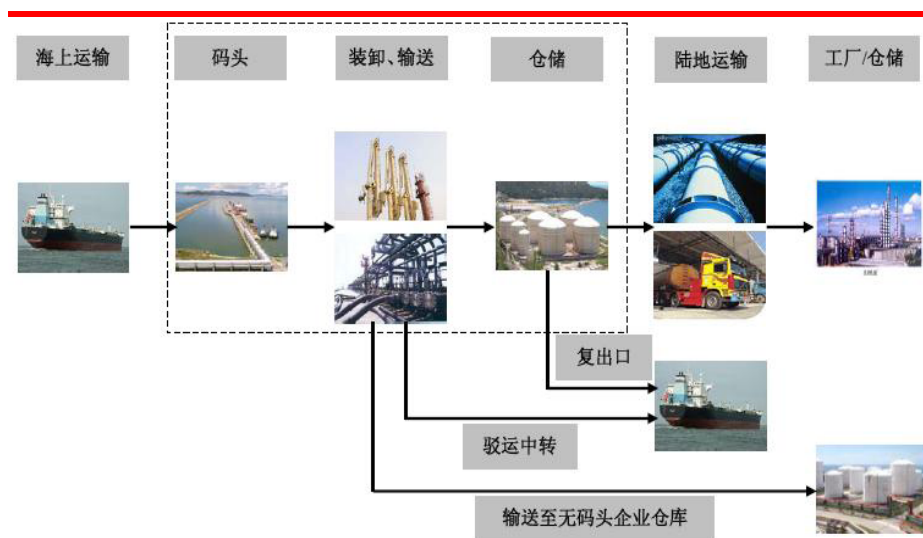 海上运输
码头
装卸、输送
仓储
陆地运输
工厂/仓储
复出口
驳运中转
输送至无码头企业仓库